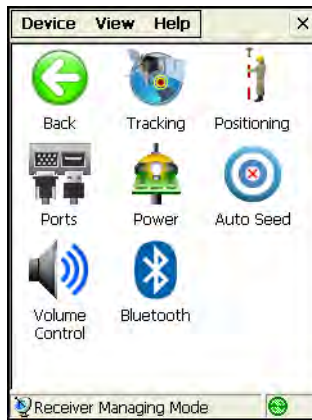 Device View Help
Back Tracking Positioning
Ports Power Auto Seed
Volume Control Bluetooth
Receiver Managing Mode